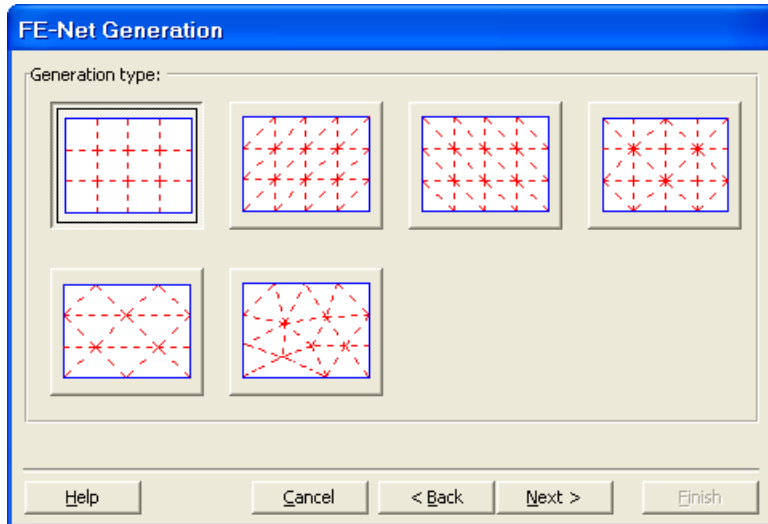 FE-Net Generation
Generation type:
Help
Cancel
< Back
Next >
Finish